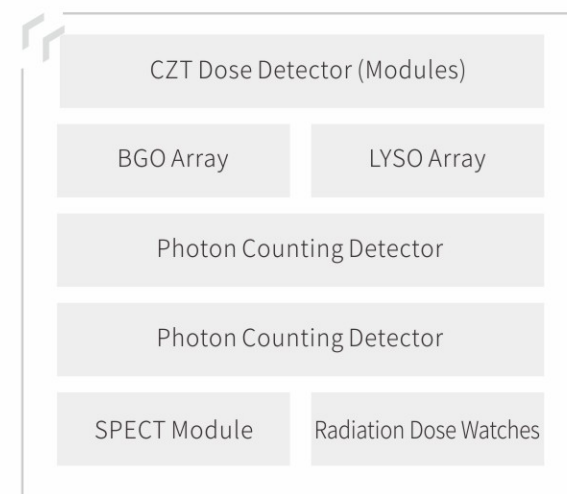 CZT Dose Detector (Modules)
BGO Array
LYSO Array
Photon Counting Detector
Photon Counting Detector
SPECT Module
Radiation Dose Watches